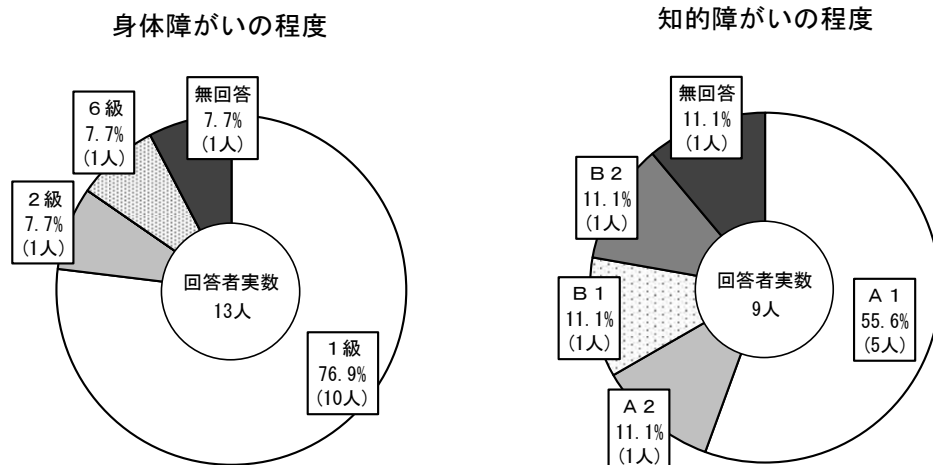 身体障がいの程度
無回答
7.7%
(1人)
6級
7.7%
(1人)
2級
7.7%
(1人)
回答者実数
13人
1級
76.9%
(10人)
知的障がいの程度
無回答
11.1%
(1人)
B2
11.1%
(1人)
B1
11.1%
(1人)
回答者実数
9人
A1
55.6%
(5人)
A2
11.1%
(1人)